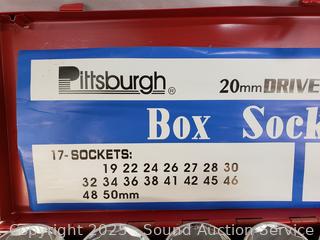 Pittsburgh®
20mm DRIVE
Box Sock
17-SOCKETS:
19 22 24 26 27 28 30
32 34 36 38 41 42 45 46
48 50mm
Copyright 2025 Sound Auction Service